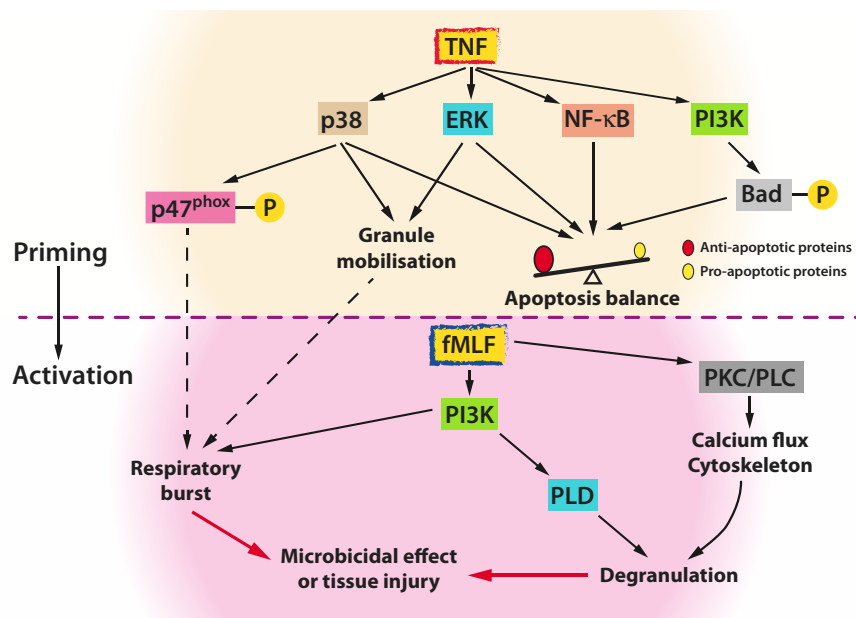 TNF
p38
ERK
NF-κB
PI3K
p47phox
P
Bad
P
Granule
mobilisation
Priming
Anti-apoptotic proteins
Pro-apoptotic proteins
Apoptosis balance
Activation
fMLF
PKC/PLC
PI3K
Calcium flux
Cytoskeleton
Respiratory
burst
PLD
Microbicidal effect
or tissue injury
Degranulation